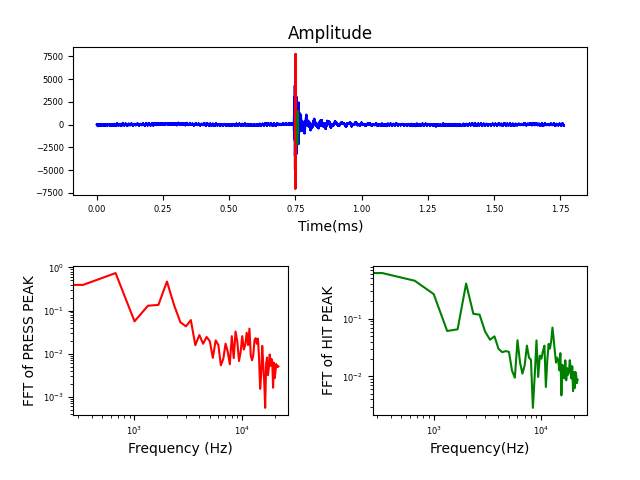 Amplitude
7500
5000
2500
0
−2500
−5000
−7500
0.00 0.25 0.50 0.75 1.00 1.25 1.50 1.75
Time(ms)
FFT of PRESS PEAK
10⁰
10⁻¹
10⁻²
10⁻³
10³ 10⁴
Frequency (Hz)
FFT of HIT PEAK
10⁻¹
10⁻²
10³ 10⁴
Frequency(Hz)